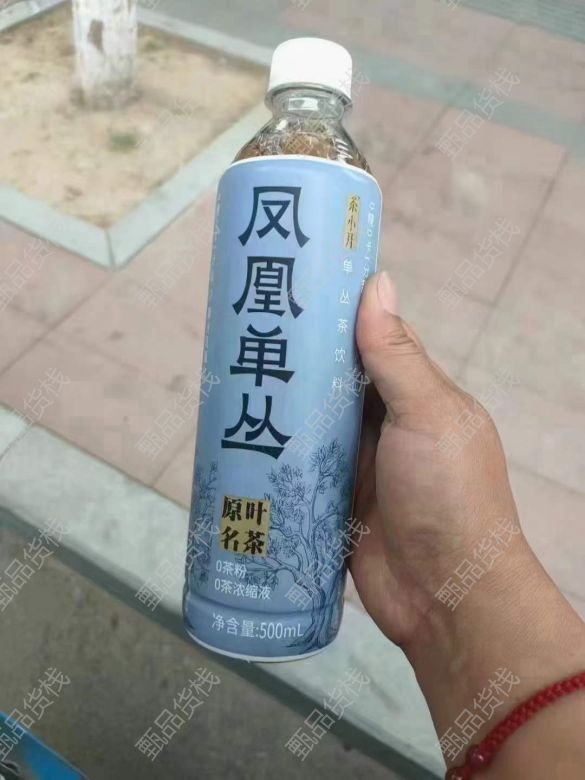 凤凰单丛
茶小开
单丛茶饮料
原叶
名茶
0茶粉
0茶浓缩液
净含量:500mL
甄品货栈